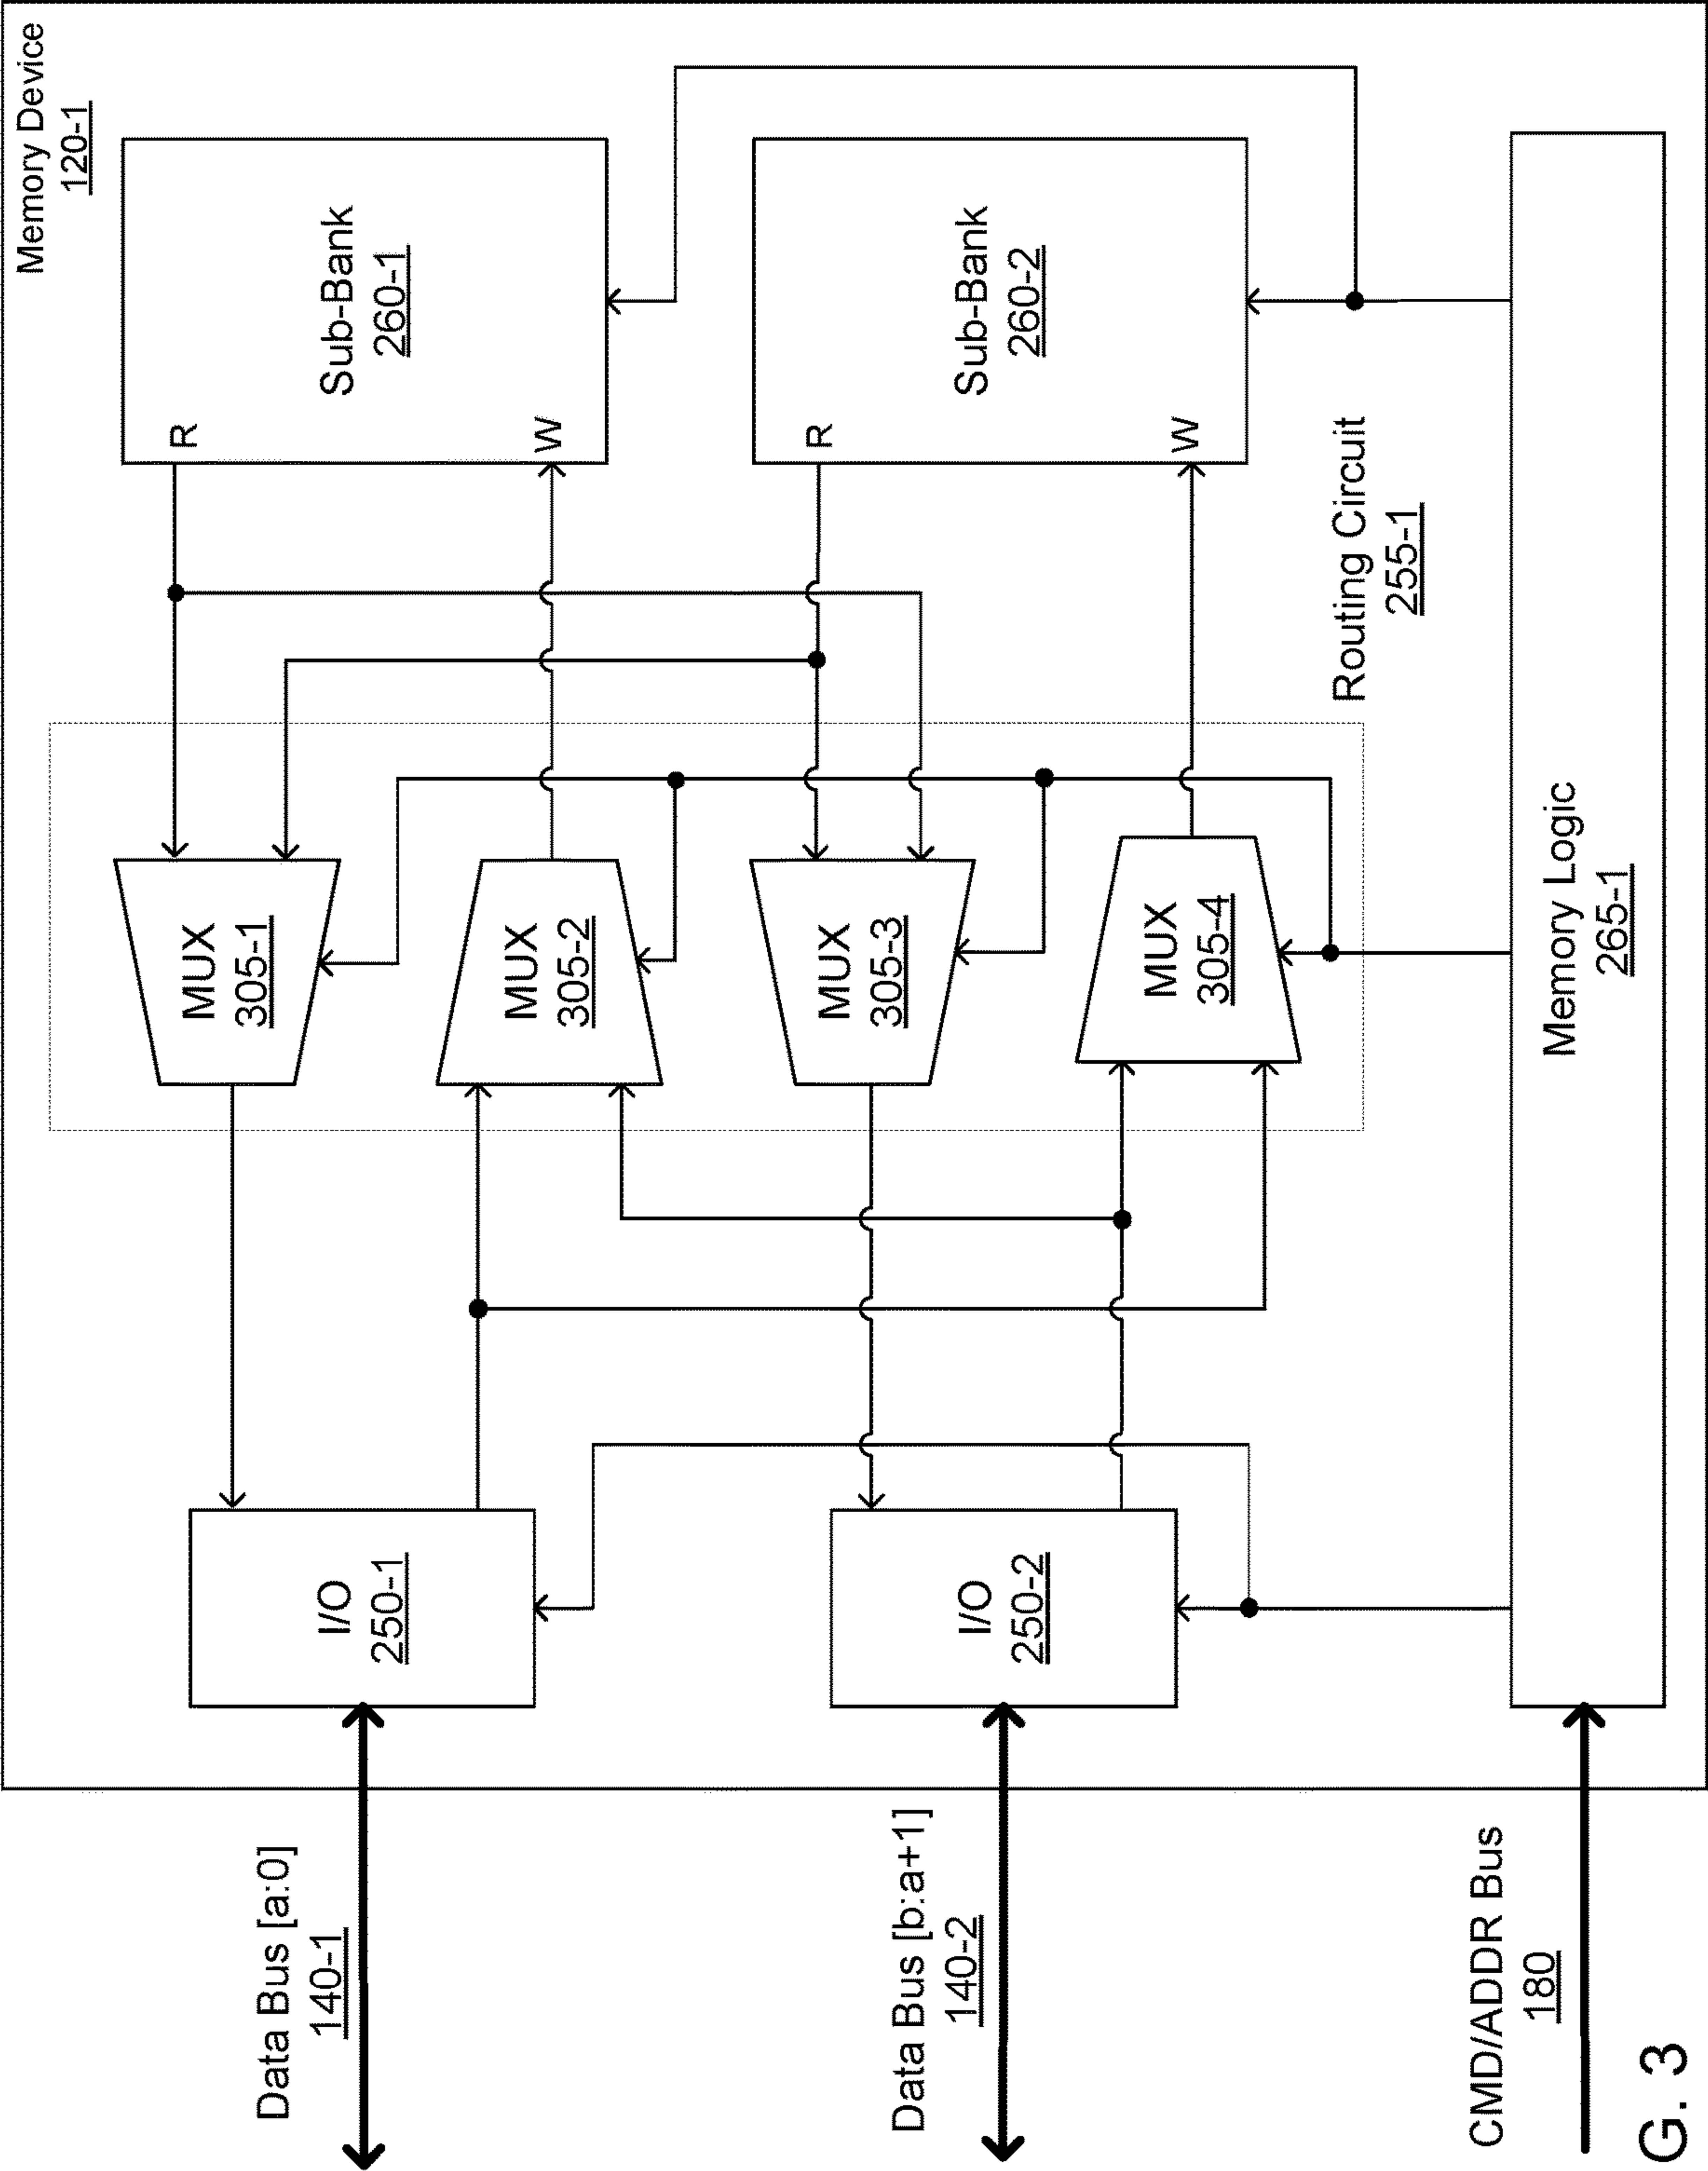 Memory Device
120-1
Data Bus [a:0]
140-1
I/O
250-1
MUX
305-1
R
W
Sub-Bank
260-1
MUX
305-2
Data Bus [b:a+1]
140-2
I/O
250-2
MUX
305-3
R
W
Sub-Bank
260-2
MUX
305-4
Routing Circuit
255-1
CMD/ADDR Bus
180
Memory Logic
265-1
G. 3